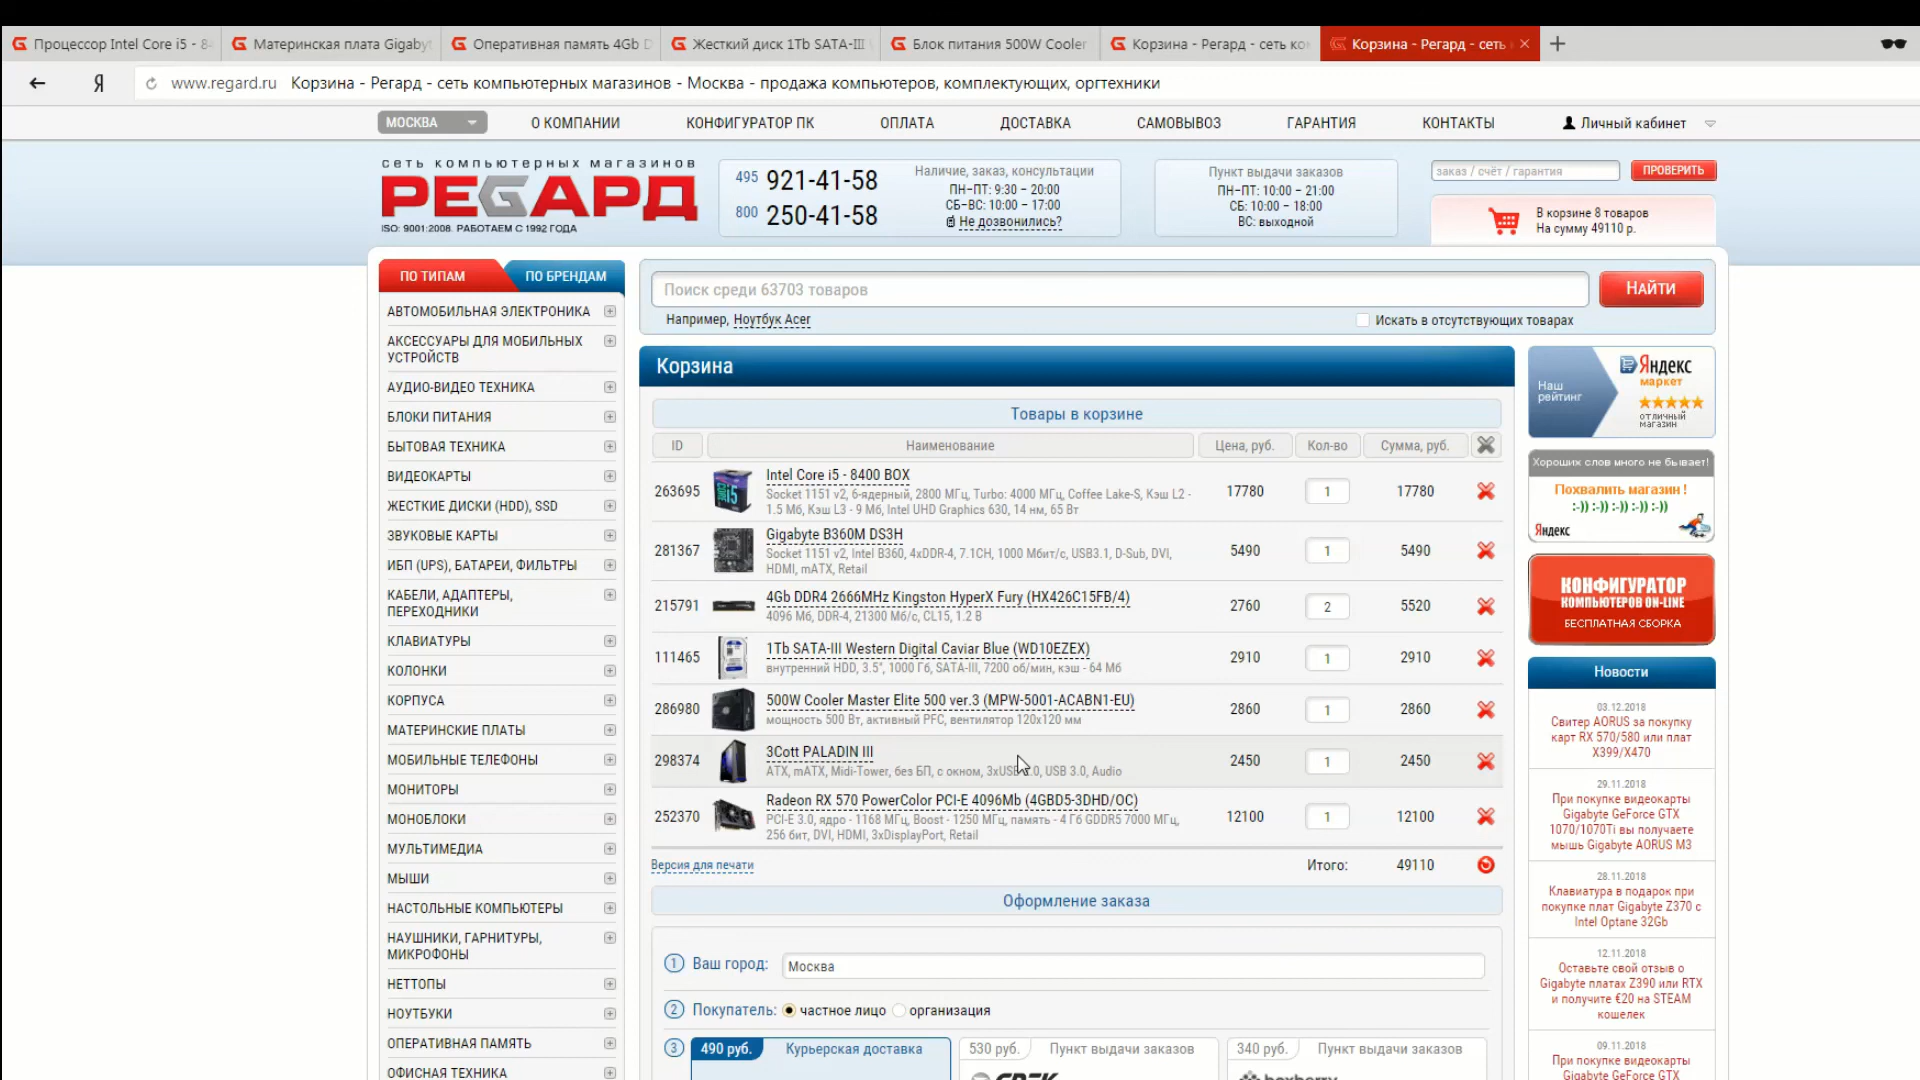 Процессор Intel Core i5 - 84
Материнская плата Gigaby
Оперативная память 4Gb D
Жесткий диск 1Tb SATA-III
Блок питания 500W Cooler
Корзина - Регард - сеть ко
Корзина - Регард - сеть
www.regard.ru Корзина - Регард - сеть компьютерных магазинов - Москва - продажа компьютеров, комплектующих, оргтехники
МОСКВА
О КОМПАНИИ
КОНФИГУРАТОР ПК
ОПЛАТА
ДОСТАВКА
САМОВЫВОЗ
ГАРАНТИЯ
КОНТАКТЫ
Личный кабинет
сеть компьютерных магазинов
РЕGАРД
ISO: 9001:2008. РАБОТАЕМ С 1992 ГОДА
495 921-41-58
800 250-41-58
Наличие, заказ, консультации
ПН-ПТ: 9:30 - 20:00
СБ-ВС: 10:00 - 17:00
Не дозвонились?
Пункт выдачи заказов
ПН-ПТ: 10:00 - 21:00
СБ: 10:00 - 18:00
ВС: выходной
заказ / счёт / гарантия
ПРОВЕРИТЬ
В корзине 8 товаров
На сумму 49110 р.
ПО ТИПАМ
ПО БРЕНДАМ
АВТОМОБИЛЬНАЯ ЭЛЕКТРОНИКА
АКСЕССУАРЫ ДЛЯ МОБИЛЬНЫХ
УСТРОЙСТВ
АУДИО-ВИДЕО ТЕХНИКА
БЛОКИ ПИТАНИЯ
БЫТОВАЯ ТЕХНИКА
ВИДЕОКАРТЫ
ЖЕСТКИЕ ДИСКИ (HDD), SSD
ЗВУКОВЫЕ КАРТЫ
ИБП (UPS), БАТАРЕИ, ФИЛЬТРЫ
КАБЕЛИ, АДАПТЕРЫ,
ПЕРЕХОДНИКИ
КЛАВИАТУРЫ
КОЛОНКИ
КОРПУСА
МАТЕРИНСКИЕ ПЛАТЫ
МОБИЛЬНЫЕ ТЕЛЕФОНЫ
МОНИТОРЫ
МОНОБЛОКИ
МУЛЬТИМЕДИА
МЫШИ
НАСТОЛЬНЫЕ КОМПЬЮТЕРЫ
НАУШНИКИ, ГАРНИТУРЫ,
МИКРОФОНЫ
НЕТТОПЫ
НОУТБУКИ
ОПЕРАТИВНАЯ ПАМЯТЬ
ОФИСНАЯ ТЕХНИКА
Поиск среди 63703 товаров
НАЙТИ
Например, Ноутбук Acer
Искать в отсутствующих товарах
Корзина
Товары в корзине
ID Наименование Цена, руб. Кол-во Сумма, руб.
263695 Intel Core i5 - 8400 BOX 17780 1 17780
Socket 1151 v2, 6-ядерный, 2800 МГц, Turbo: 4000 МГц, Coffee Lake-S, Кэш L2 -
1.5 Мб, Кэш L3 - 9 Мб, Intel UHD Graphics 630, 14 нм, 65 Вт
281367 Gigabyte B360M DS3H 5490 1 5490
Socket 1151 v2, Intel B360, 4xDDR-4, 7.1CH, 1000 Мбит/с, USB3.1, D-Sub, DVI,
HDMI, mATX, Retail
215791 4Gb DDR4 2666MHz Kingston HyperX Fury (HX426C15FB/4) 2760 2 5520
4096 Мб, DDR-4, 21300 Мб/с, CL15, 1.2 В
111465 1Tb SATA-III Western Digital Caviar Blue (WD10EZEX) 2910 1 2910
внутренний HDD, 3.5", 1000 Гб, SATA-III, 7200 об/мин, кэш - 64 Мб
286980 500W Cooler Master Elite 500 ver.3 (MPW-5001-ACABN1-EU) 2860 1 2860
мощность 500 Вт, активный PFC, вентилятор 120x120 мм
298374 3Cott PALADIN III 2450 1 2450
ATX, mATX, Midi-Tower, без БП, с окном, 3xUSB 2.0, USB 3.0, Audio
252370 Radeon RX 570 PowerColor PCI-E 4096Mb (4GBD5-3DHD/OC) 12100 1 12100
PCI-E 3.0, ядро - 1168 МГц, Boost - 1250 МГц, память - 4 Гб GDDR5 7000 МГц,
256 бит, DVI, HDMI, 3xDisplayPort, Retail
Версия для печати
Итого: 49110
Оформление заказа
1 Ваш город: Москва
2 Покупатель: частное лицо организация
3 490 руб. Курьерская доставка
530 руб. Пункт выдачи заказов
340 руб. Пункт выдачи заказов
boxberry
Наш
рейтинг
Яндекс
маркет
отличный
магазин
Хороших слов много не бывает!
Похвалить магазин !
:-)) :-)) :-)) :-)) :-))
Яндекс
КОНФИГУРАТОР
КОМПЬЮТЕРОВ ON-LINE
БЕСПЛАТНАЯ СБОРКА
Новости
03.12.2018
Свитер AORUS за покупку
карт RX 570/580 или плат
X399/X470
29.11.2018
При покупке видеокарты
Gigabyte GeForce GTX
1070/1070Ti вы получаете
мышь Gigabyte AORUS M3
28.11.2018
Клавиатура в подарок при
покупке плат Gigabyte Z370 с
Intel Optane 32Gb
12.11.2018
Оставьте свой отзыв о
Gigabyte платах Z390 или RTX
и получите €20 на STEAM
кошелек
09.11.2018
При покупке видеокарты
Gigabyte GeForce GTX